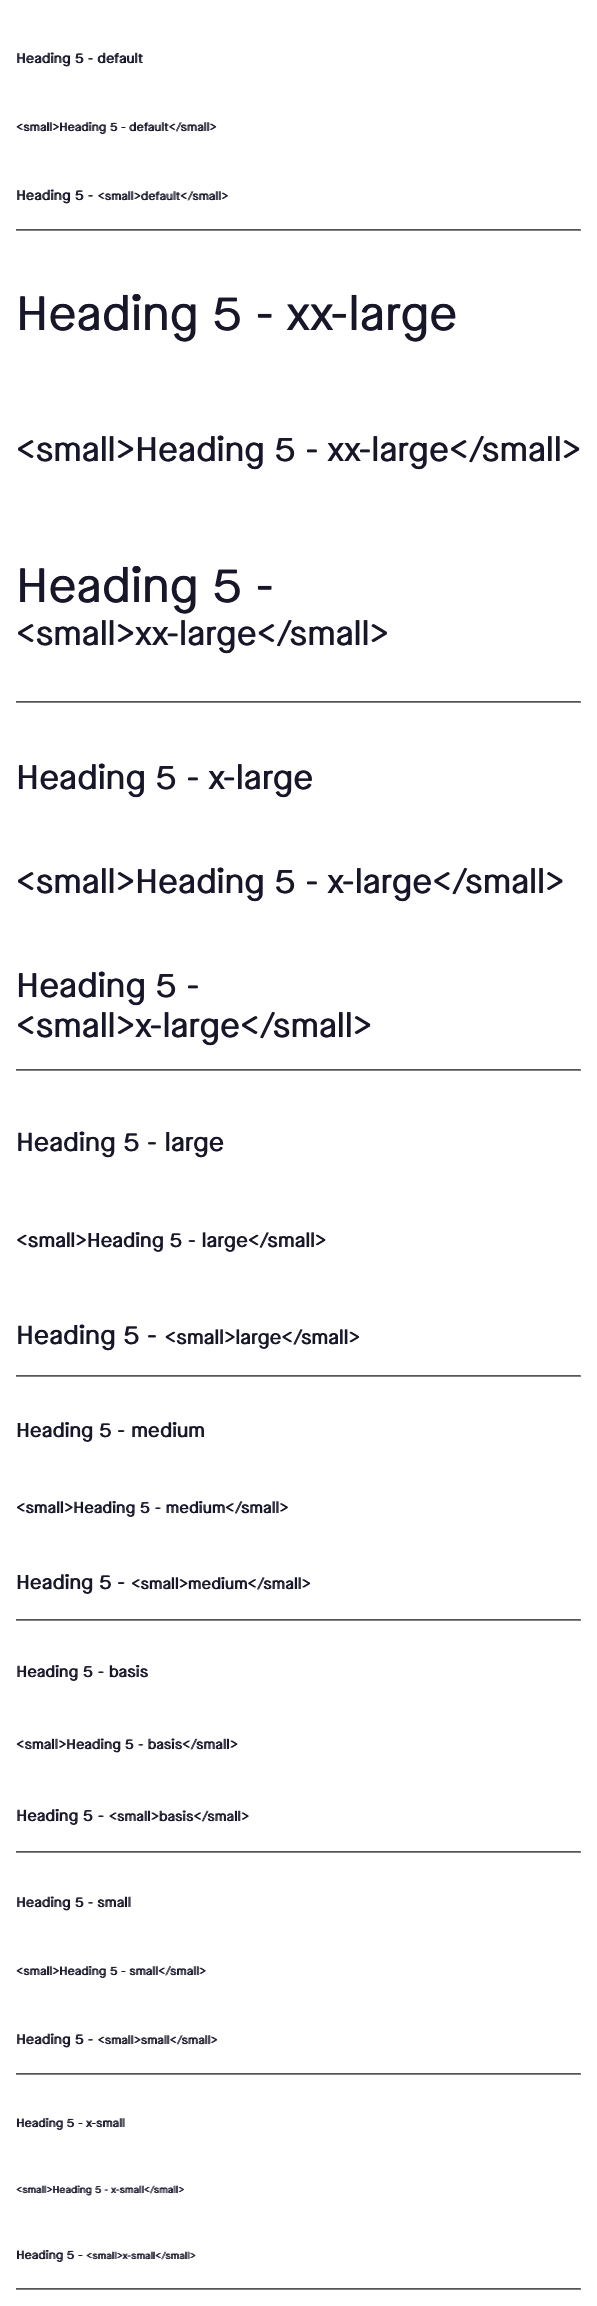 Heading 5 - default
<small>Heading 5 - default</small>
Heading 5 - <small>default</small>
Heading 5 - xx-large
<small>Heading 5 - xx-large</small>
Heading 5 -
<small>xx-large</small>
Heading 5 - x-large
<small>Heading 5 - x-large</small>
Heading 5 -
<small>x-large</small>
Heading 5 - large
<small>Heading 5 - large</small>
Heading 5 - <small>large</small>
Heading 5 - medium
<small>Heading 5 - medium</small>
Heading 5 - <small>medium</small>
Heading 5 - basis
<small>Heading 5 - basis</small>
Heading 5 - <small>basis</small>
Heading 5 - small
<small>Heading 5 - small</small>
Heading 5 - <small>small</small>
Heading 5 - x-small
<small>Heading 5 - x-small</small>
Heading 5 - <small>x-small</small>